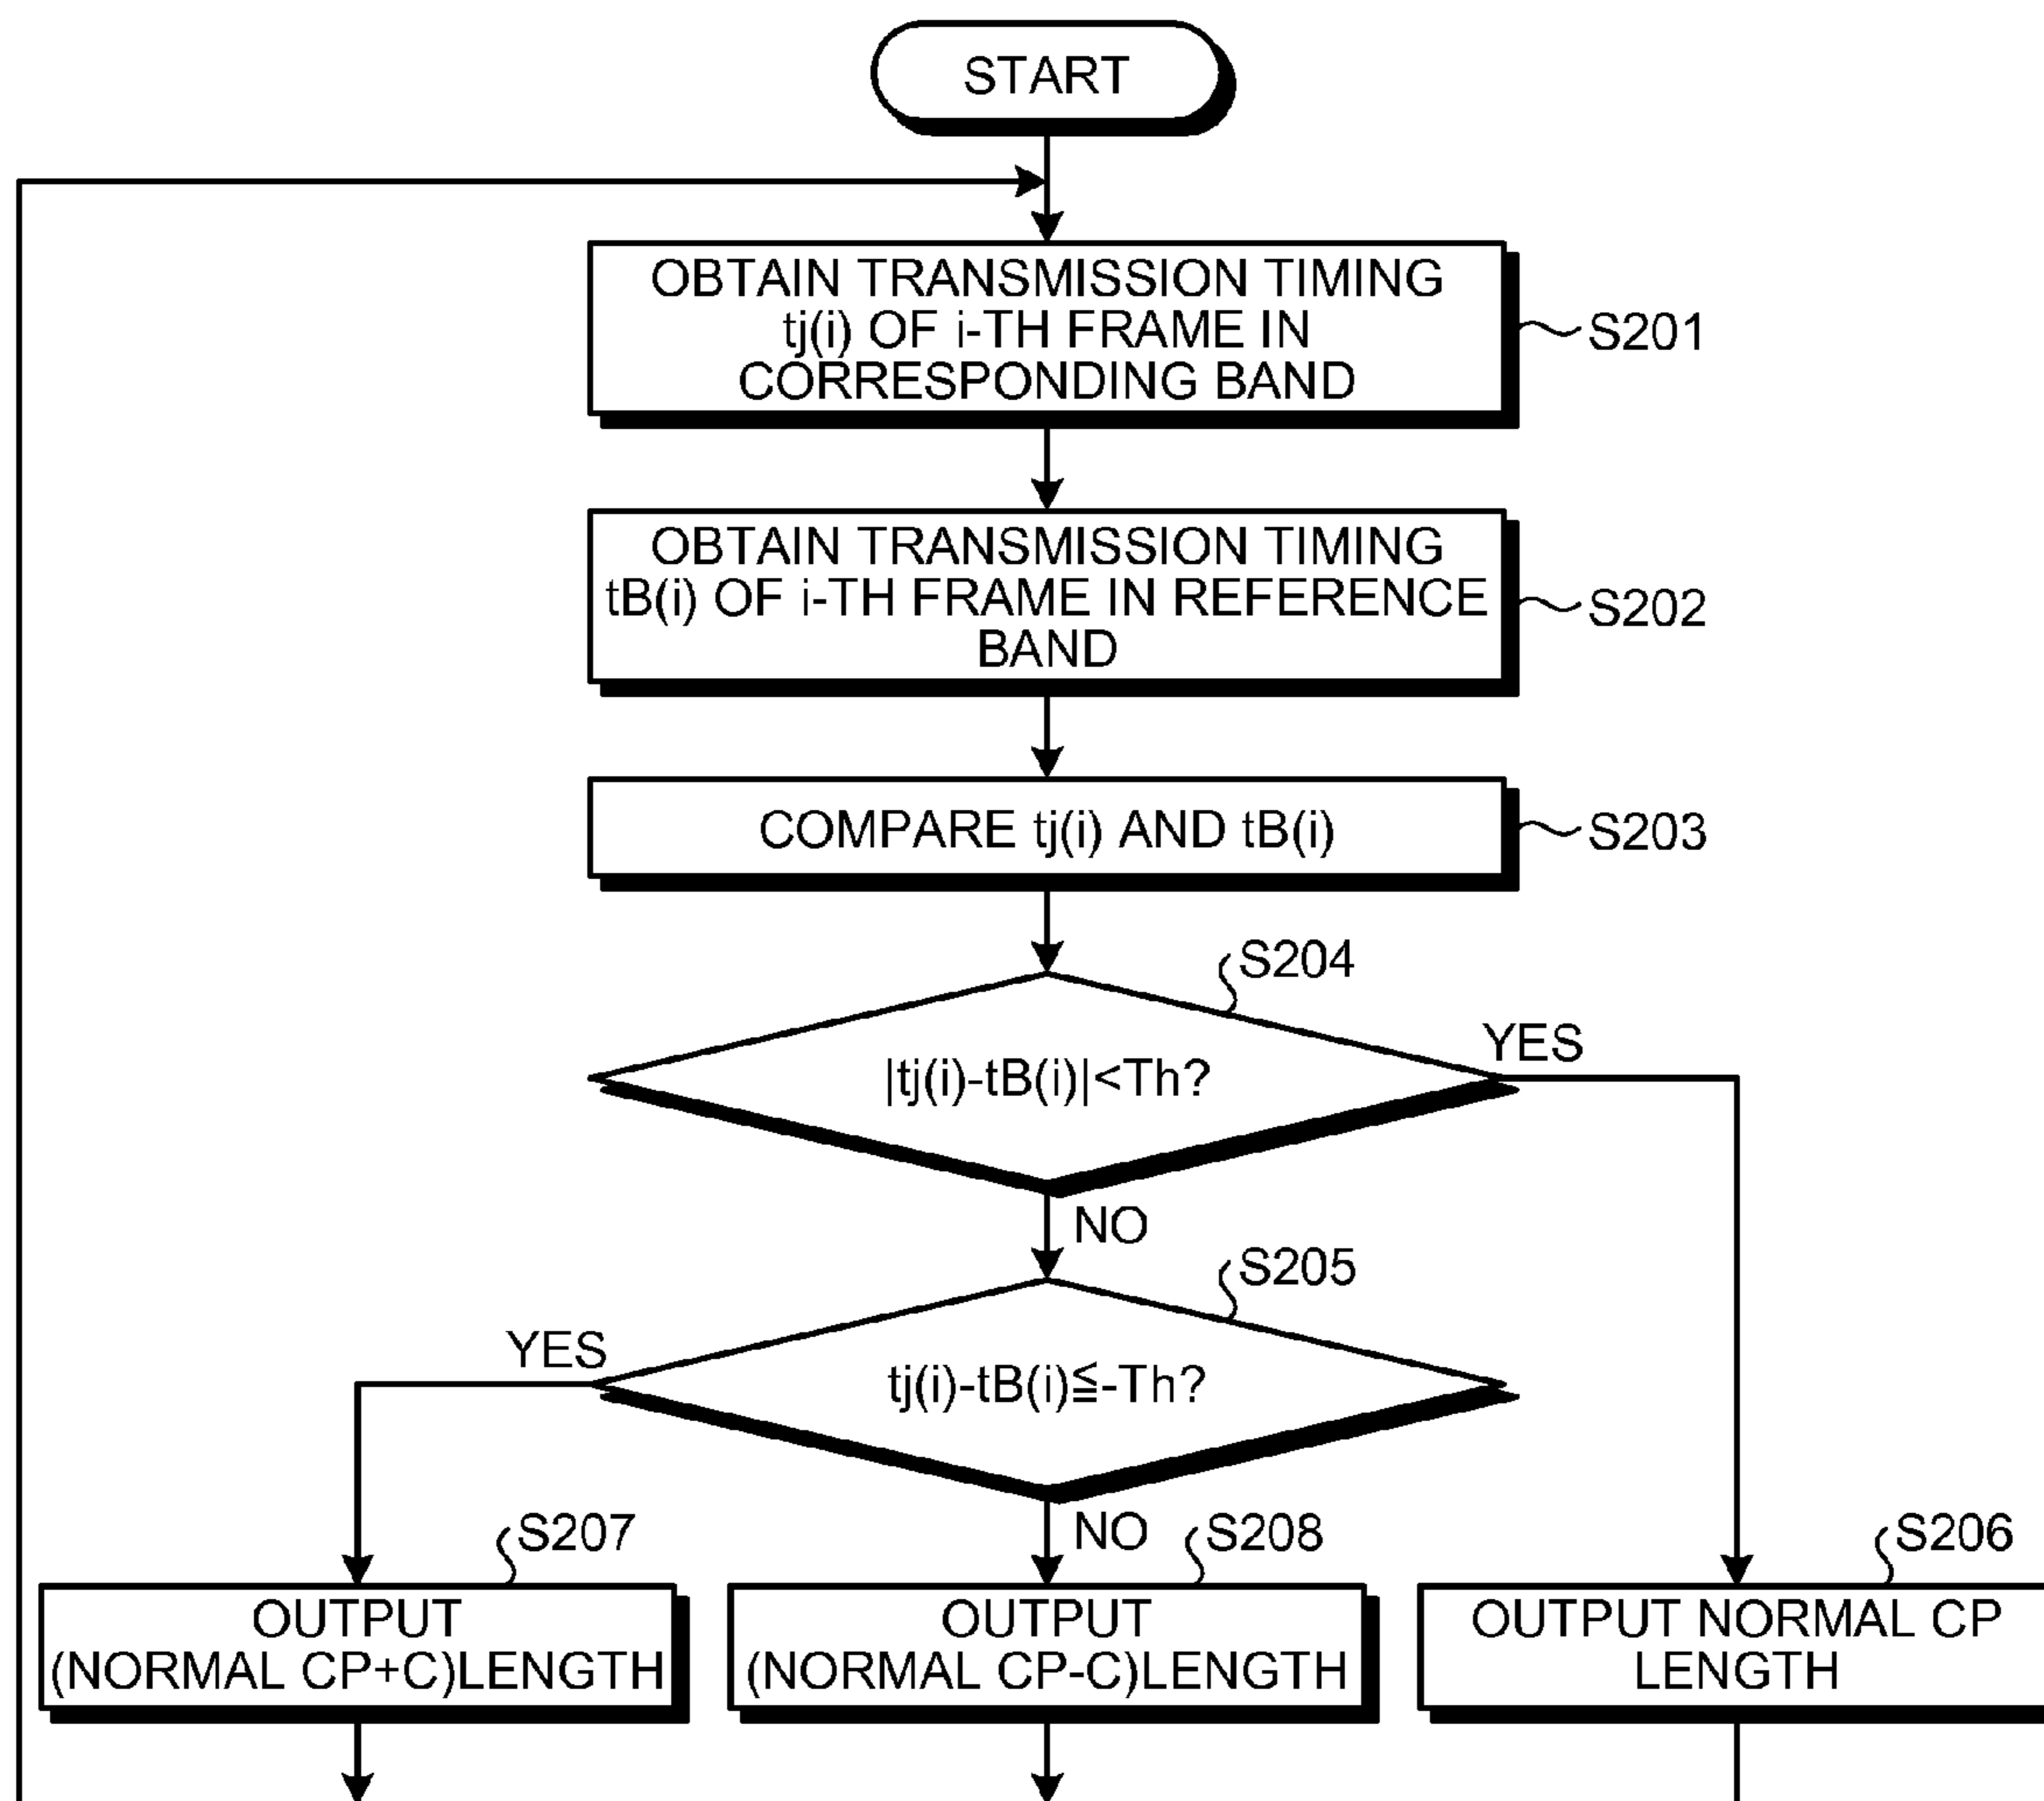 START
OBTAIN TRANSMISSION TIMING
tj(i) OF i-TH FRAME IN
CORRESPONDING BAND
S201
OBTAIN TRANSMISSION TIMING
tB(i) OF i-TH FRAME IN REFERENCE
BAND
S202
COMPARE tj(i) AND tB(i)
S203
S204
|tj(i)-tB(i)|<Th?
YES
NO
S205
tj(i)-tB(i)≦-Th?
YES
NO
S207
OUTPUT
(NORMAL CP+C)LENGTH
S208
OUTPUT
(NORMAL CP-C)LENGTH
S206
OUTPUT NORMAL CP
LENGTH